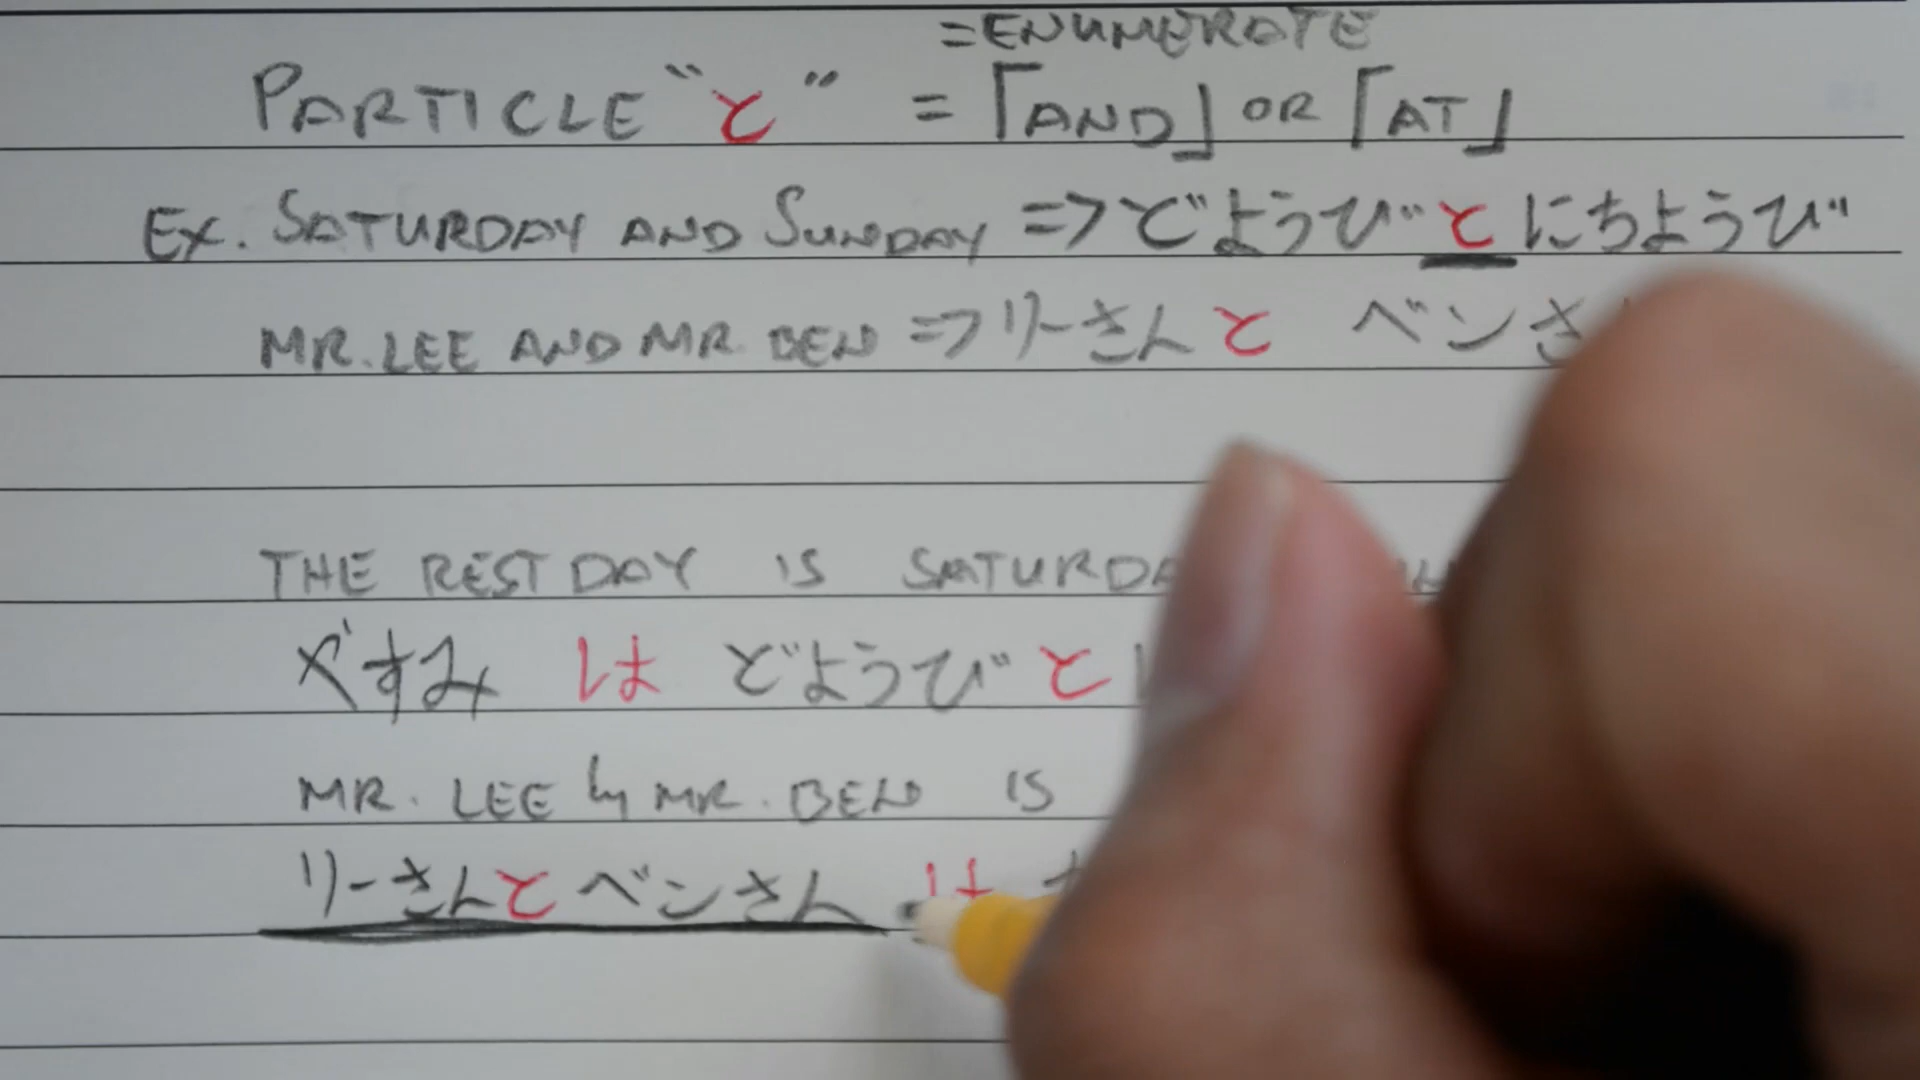 =ENUMERATE
PARTICLE "と" = 「AND」 OR 「AT」
EX. SATURDAY AND SUNDAY => どようび と にちようび
MR. LEE AND MR. BEN => リーさん と ベンさ
THE REST DAY IS SATURDA
やすみ は どようび と
MR. LEE & MR. BEN IS
リーさん と ベンさん は